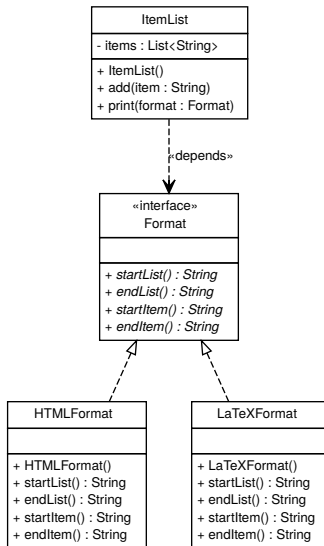 ItemList
- items : List<String>
+ ItemList()
+ add(item : String)
+ print(format : Format)
«depends»
«interface»
Format
+ startList() : String
+ endList() : String
+ startItem() : String
+ endItem() : String
HTMLFormat
+ HTMLFormat()
+ startList() : String
+ endList() : String
+ startItem() : String
+ endItem() : String
LaTeXFormat
+ LaTeXFormat()
+ startList() : String
+ endList() : String
+ startItem() : String
+ endItem() : String